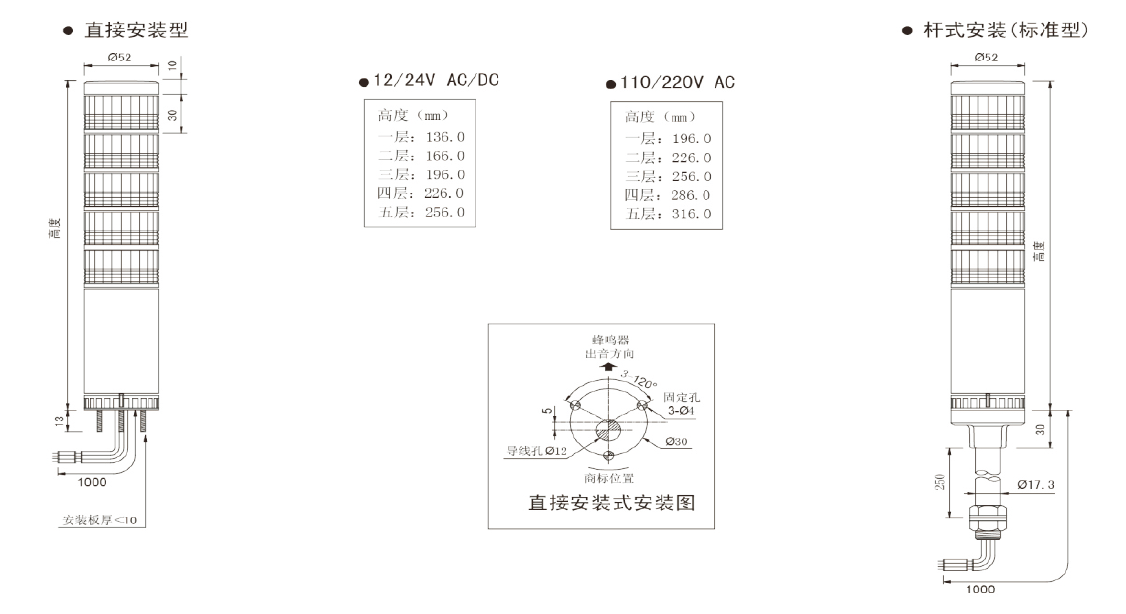 ● 直接安装型
Ø52
10
30
高度
13
1000
安装板厚<10
●12/24V AC/DC
高度（mm）
一层：136.0
二层：166.0
三层：196.0
四层：226.0
五层：256.0
●110/220V AC
高度（mm）
一层：196.0
二层：226.0
三层：256.0
四层：286.0
五层：316.0
蜂鸣器
出音方向
3-120°
固定孔
3-Ø4
5
导线孔Ø12
Ø30
商标位置
直接安装式安装图
● 杆式安装(标准型)
Ø52
高度
30
250
Ø17.3
1000